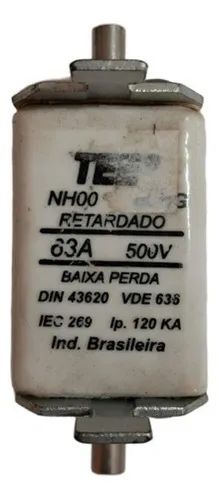 NH00
RETARDADO
63A 500V
BAIXA PERDA
DIN 43620 VDE 636
IEC 269 Ip. 120 KA
Ind. Brasileira